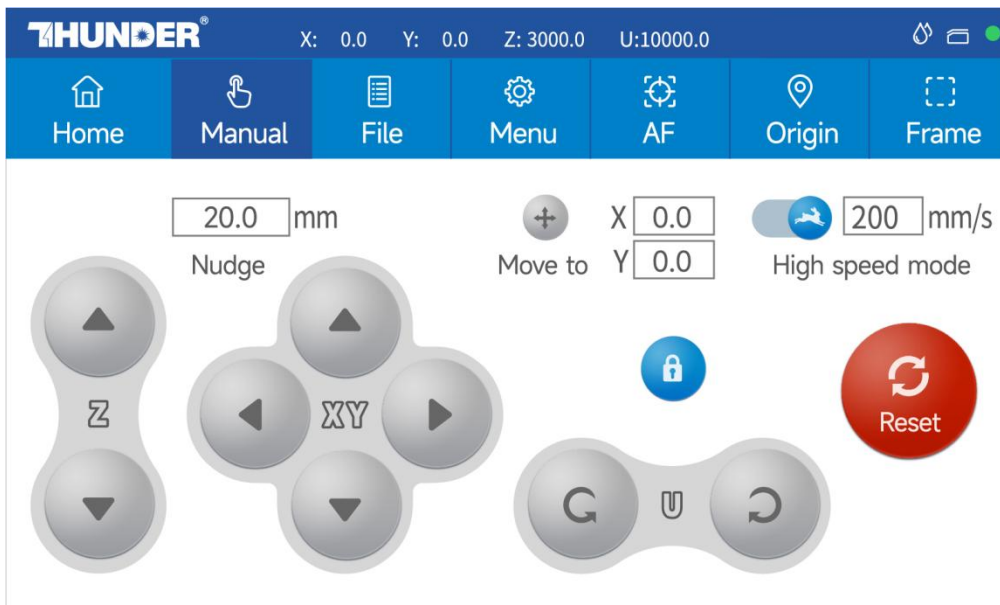 THUNDER® X: 0.0 Y: 0.0 Z: 3000.0 U:10000.0
Home Manual File Menu AF Origin Frame
20.0 mm X 0.0 200 mm/s
Nudge Move to Y 0.0 High speed mode
Z XY Reset
U